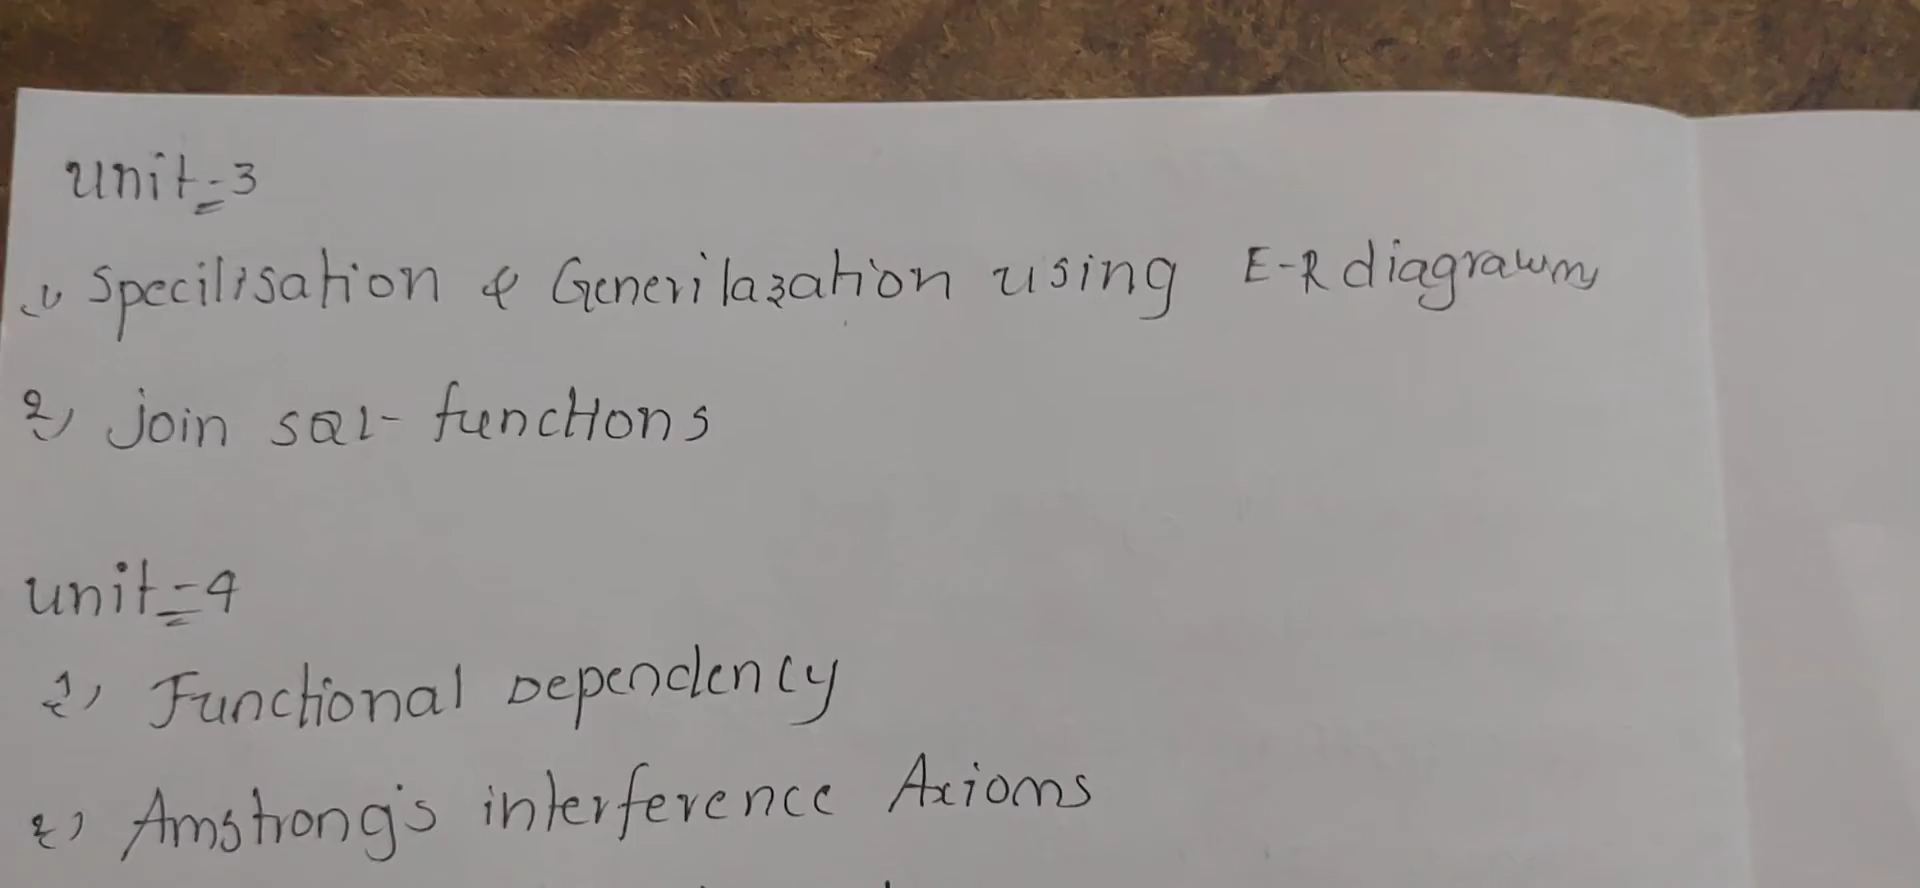 unit-3
1) Specilisation & Generilazation using E-R diagrawm
2) join sql- functions
unit-4
1) Functional Dependency
2) Amstrong's interference Axioms